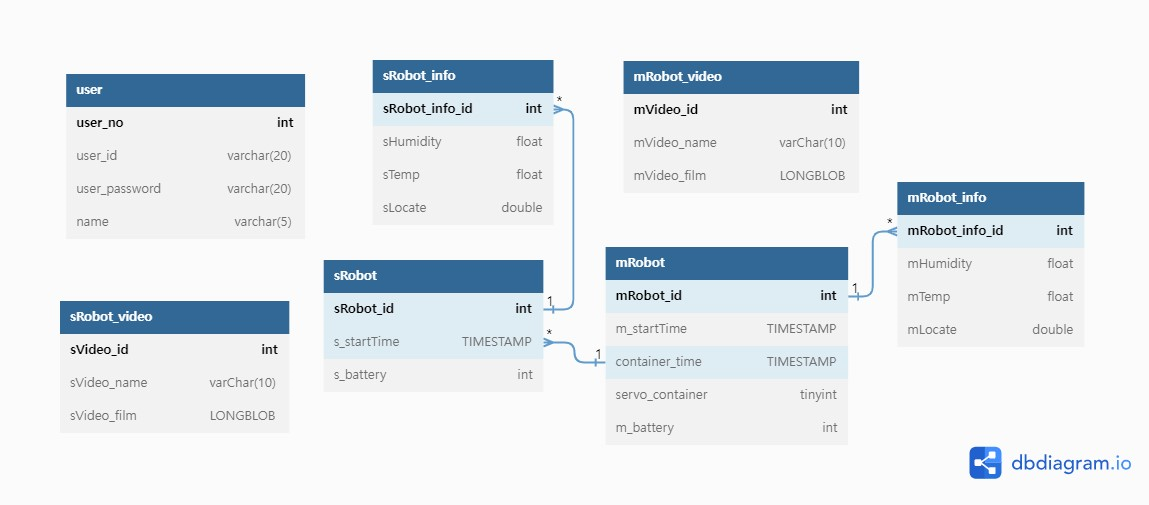 user
user_no int
user_id varchar(20)
user_password varchar(20)
name varchar(5)
sRobot_info
sRobot_info_id int
sHumidity float
sTemp float
sLocate double
mRobot_video
mVideo_id int
mVideo_name varChar(10)
mVideo_film LONGBLOB
mRobot_info
mRobot_info_id int
mHumidity float
mTemp float
mLocate double
sRobot_video
sVideo_id int
sVideo_name varChar(10)
sVideo_film LONGBLOB
sRobot
sRobot_id int
s_startTime TIMESTAMP
s_battery int
mRobot
mRobot_id int
m_startTime TIMESTAMP
container_time TIMESTAMP
servo_container tinyint
m_battery int
*
1
*
1
1
*
dbdiagram.io